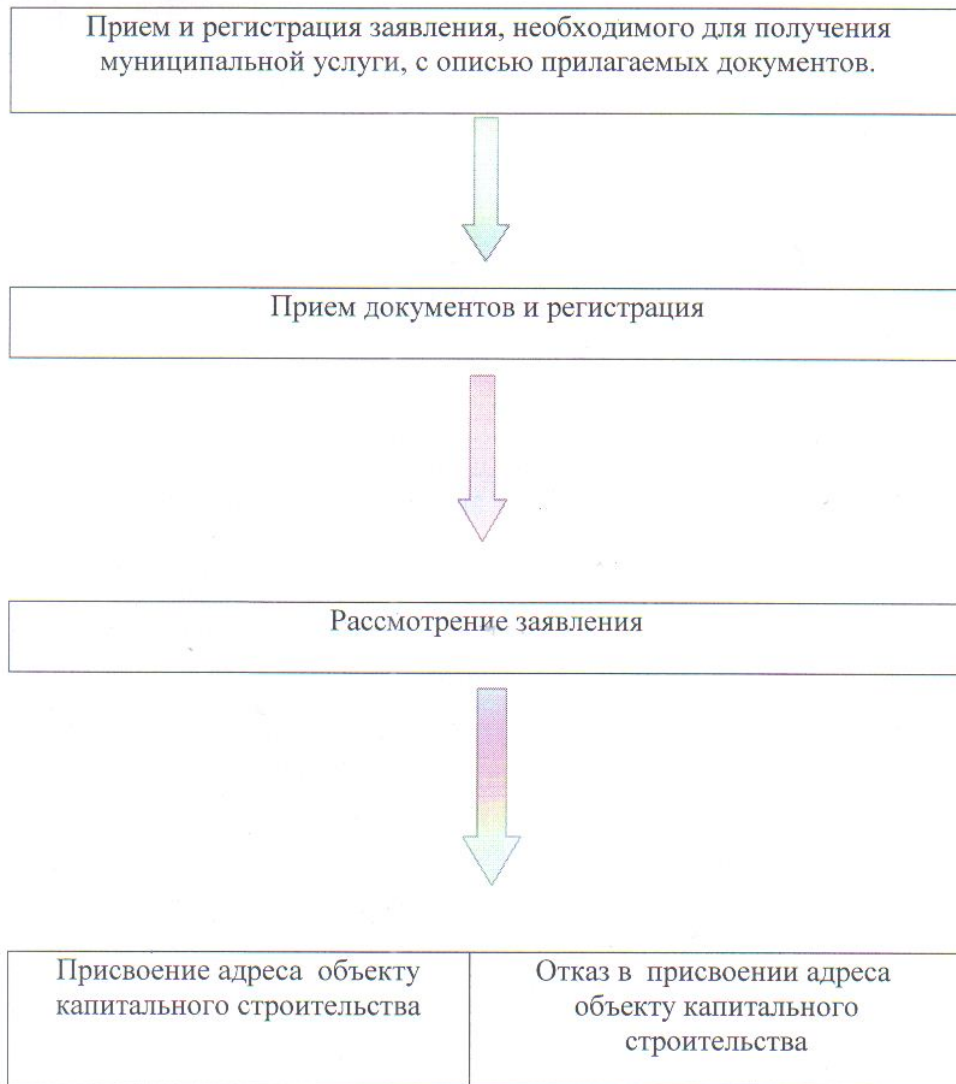 Прием и регистрация заявления, необходимого для получения
муниципальной услуги, с описью прилагаемых документов.
Прием документов и регистрация
Рассмотрение заявления
Присвоение адреса объекту
капитального строительства
Отказ в присвоении адреса
объекту капитального
строительства